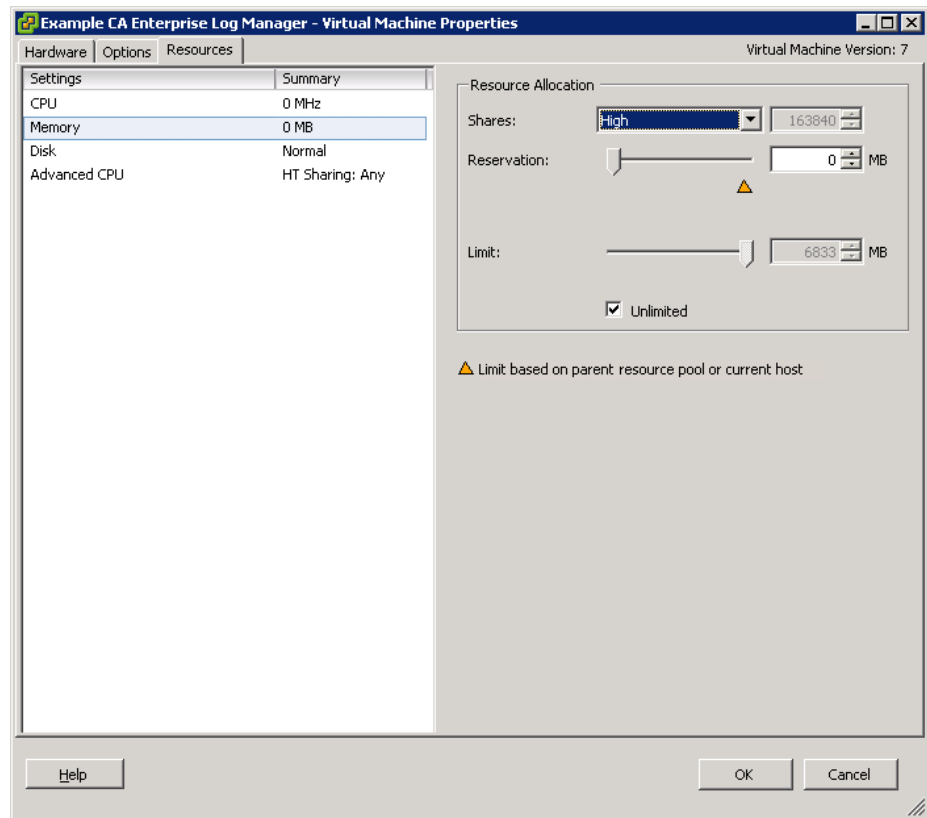 Example CA Enterprise Log Manager - Virtual Machine Properties
Hardware Options Resources Virtual Machine Version: 7
Settings Summary
CPU 0 MHz
Memory 0 MB
Disk Normal
Advanced CPU HT Sharing: Any
Resource Allocation
Shares: High 163840
Reservation: 0 MB
Limit: 6833 MB
Unlimited
Limit based on parent resource pool or current host
Help OK Cancel